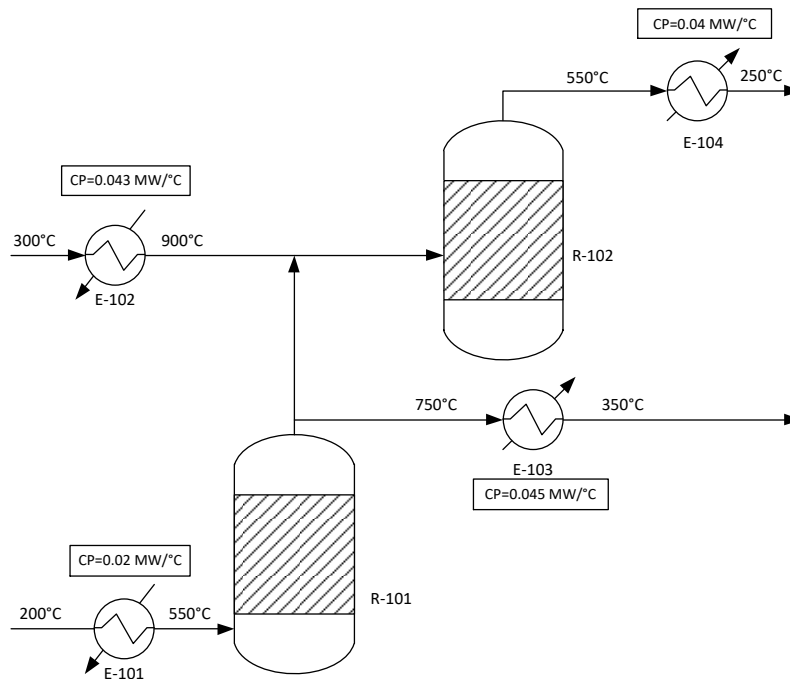 CP=0.04 MW/°C
550°C
250°C
E-104
CP=0.043 MW/°C
300°C
900°C
E-102
R-102
750°C
350°C
E-103
CP=0.045 MW/°C
CP=0.02 MW/°C
R-101
200°C
550°C
E-101